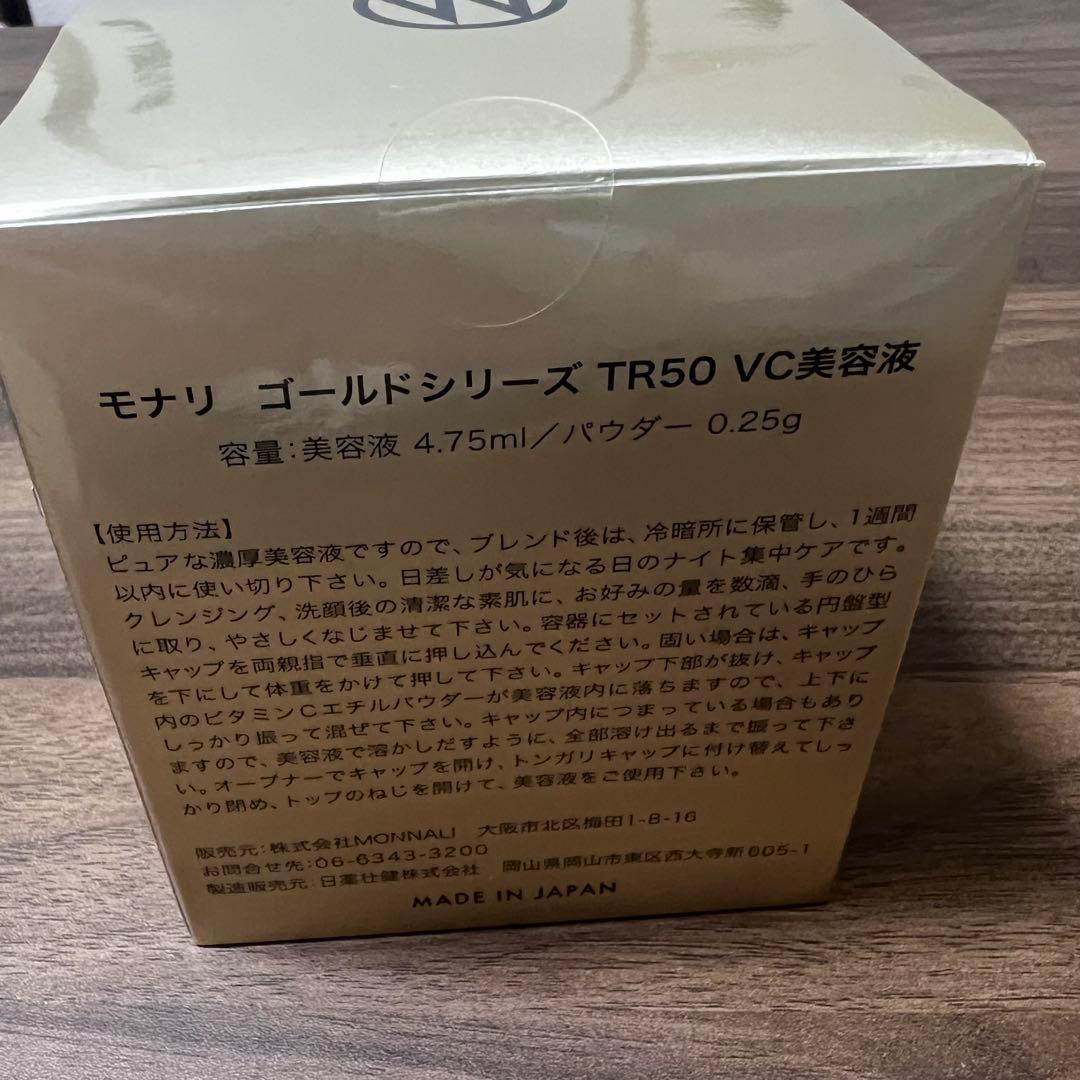 モナリ ゴールドシリーズ TR50 VC美容液
容量:美容液 4.75ml/パウダー 0.25g
【使用方法】
ピュアな濃厚美容液ですので、ブレンド後は、冷暗所に保管し、1週間
以内に使い切り下さい。日差しが気になる日のナイト集中ケアです。
クレンジング、洗顔後の清潔な素肌に、お好みの量を数滴、手のひら
に取り、やさしくなじませて下さい。容器にセットされている円盤型
キャップを両親指で垂直に押し込んでください。固い場合は、キャップ
を下にして体重をかけて押して下さい。キャップ下部が抜け、キャップ
内のビタミンCエチルパウダーが美容液内に落ちますので、上下に
しっかり振って混ぜて下さい。キャップ内につまっている場合もあり
ますので、美容液で溶かしだすように、全部溶け出るまで振って下さ
い。オープナーでキャップを開け、トンガリキャップに付け替えてしっ
かり閉め、トップのねじを開けて、美容液をご使用下さい。
販売元:株式会社MONNALI 大阪市北区梅田1-8-16
お問合せ先:06-6343-3200
製造販売元:日薬仕健株式会社 岡山県岡山市東区西大寺新605-1
MADE IN JAPAN